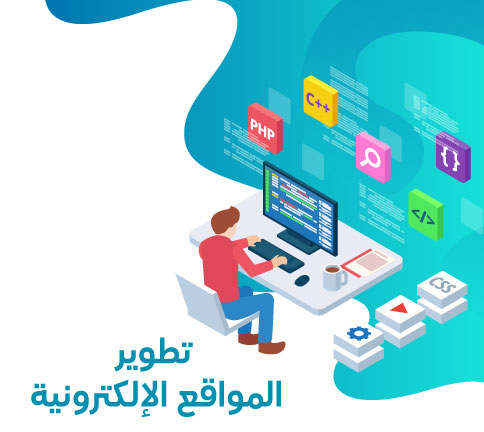 C++
PHP
{ }
</>
CSS
تطوير
المواقع الإلكترونية